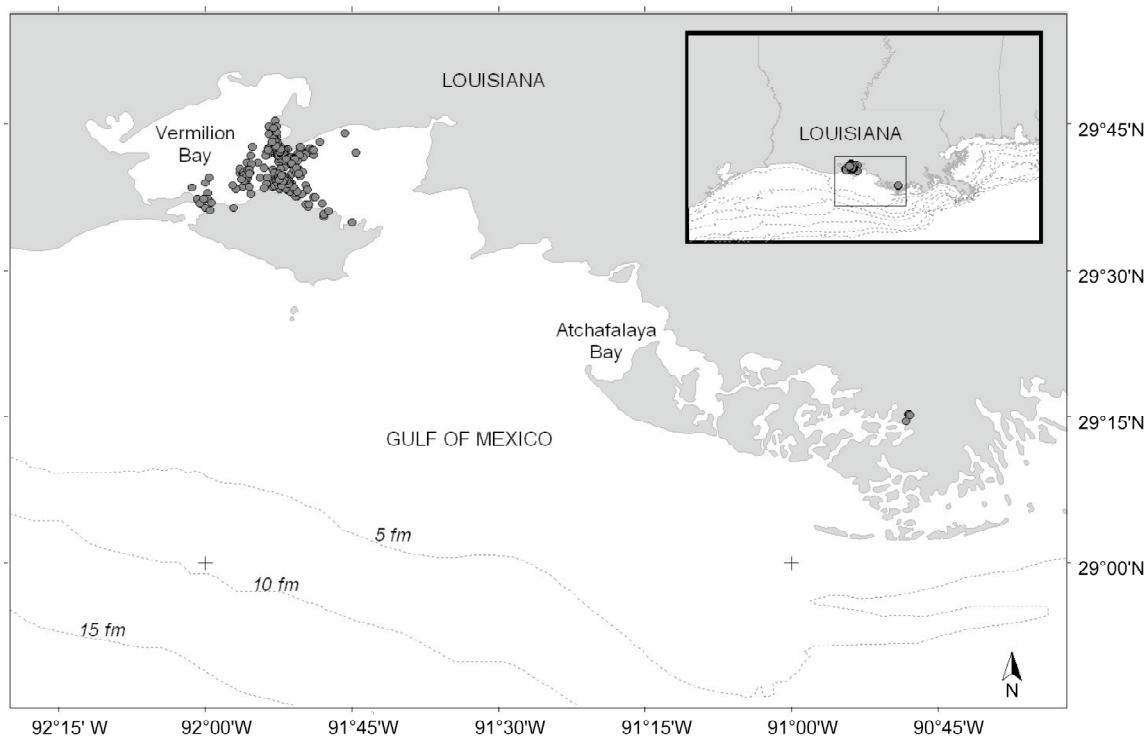 LOUISIANA
Vermilion
Bay
LOUISIANA
29°45'N
29°30'N
Atchafalaya
Bay
29°15'N
GULF OF MEXICO
5 fm
29°00'N
10 fm
15 fm
N
92°15'W 92°00'W 91°45'W 91°30'W 91°15'W 91°00'W 90°45'W